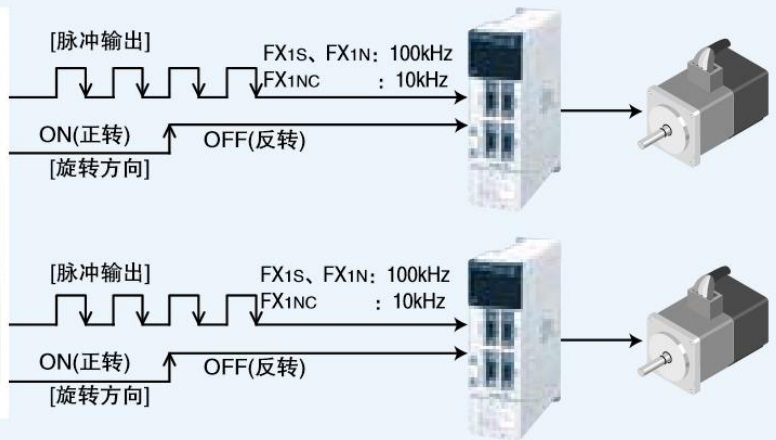 [脉冲输出]
FX1S、FX1N: 100kHz
FX1NC : 10kHz
ON(正转)
OFF(反转)
[旋转方向]
[脉冲输出]
FX1S、FX1N: 100kHz
FX1NC : 10kHz
ON(正转)
OFF(反转)
[旋转方向]